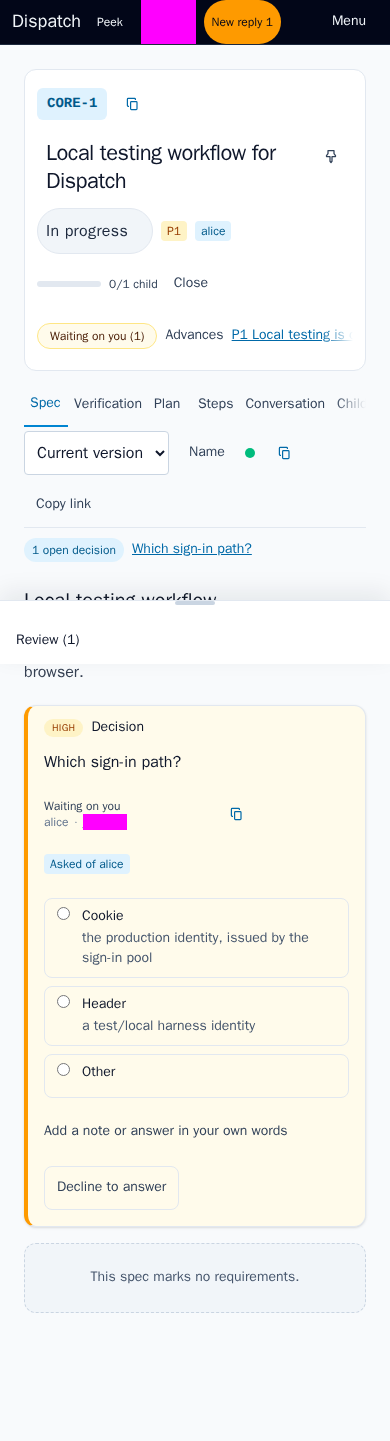 Dispatch
Peek
New reply 1
Menu
CORE-1
Local testing workflow for
Dispatch
In progress
P1
alice
0/1 child
Close
Waiting on you (1)
Advances
P1 Local testing is
Spec
Verification
Plan
Steps
Conversation
Current version
Name
Copy link
1 open decision
Which sign-in path?
Local testing workflow
Review (1)
browser.
HIGH
Decision
Which sign-in path?
Waiting on you
alice ·
Asked of alice
Cookie
the production identity, issued by the
sign-in pool
Header
a test/local harness identity
Other
Add a note or answer in your own words
Decline to answer
This spec marks no requirements.